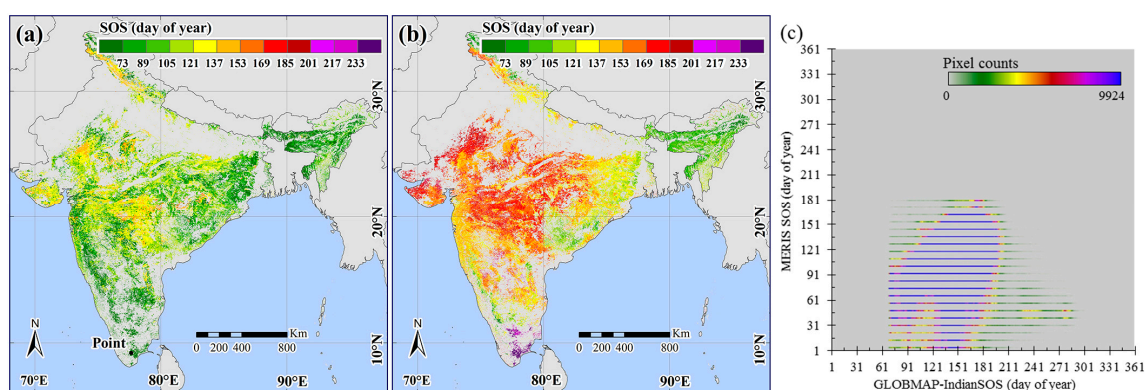 (a)
SOS (day of year)
73 89 105 121 137 153 169 185 201 217 233
30°N
20°N
10°N
N
Point
Km
0 200 400 800
70°E 80°E 90°E
(b)
SOS (day of year)
73 89 105 121 137 153 169 185 201 217 233
30°N
20°N
10°N
N
Km
0 200 400 800
70°E 80°E 90°E
(c)
Pixel counts
0 9924
MERIS SOS (day of year)
361
331
301
271
241
211
181
151
121
91
61
31
1
1 31 61 91 121 151 181 211 241 271 301 331 361
GLOBMAP-IndianSOS (day of year)